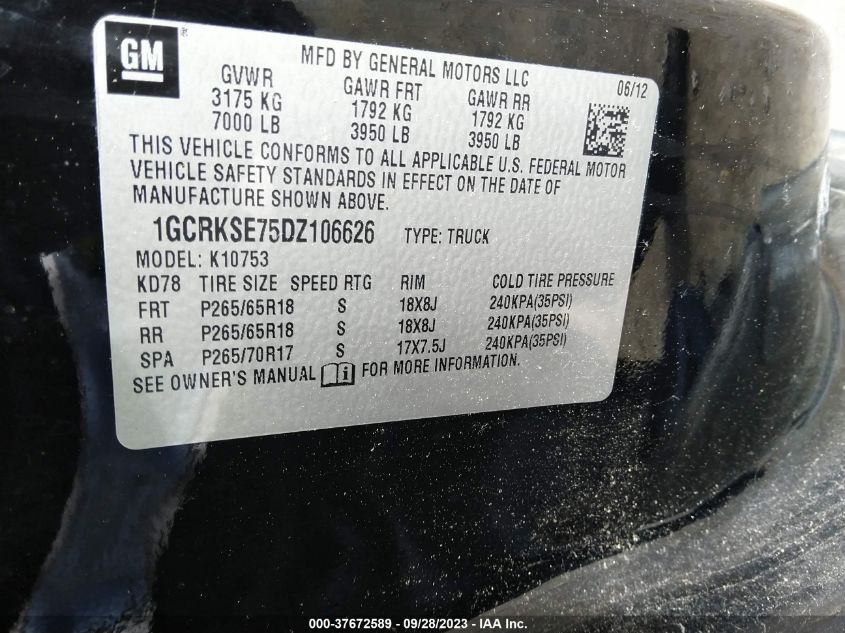 GM
MFD BY GENERAL MOTORS LLC
GVWR GAWR FRT GAWR RR 06/12
3175 KG 1792 KG 1792 KG
7000 LB 3950 LB 3950 LB
THIS VEHICLE CONFORMS TO ALL APPLICABLE U.S. FEDERAL MOTOR
VEHICLE SAFETY STANDARDS IN EFFECT ON THE DATE OF
MANUFACTURE SHOWN ABOVE.
1GCRKSE75DZ106626 TYPE: TRUCK
MODEL: K10753
KD78 TIRE SIZE SPEED RTG RIM COLD TIRE PRESSURE
FRT P265/65R18 S 18X8J 240KPA(35PSI)
RR P265/65R18 S 18X8J 240KPA(35PSI)
SPA P265/70R17 S 17X7.5J 240KPA(35PSI)
SEE OWNER'S MANUAL i FOR MORE INFORMATION.
000-37672589 - 09/28/2023 - IAA Inc.